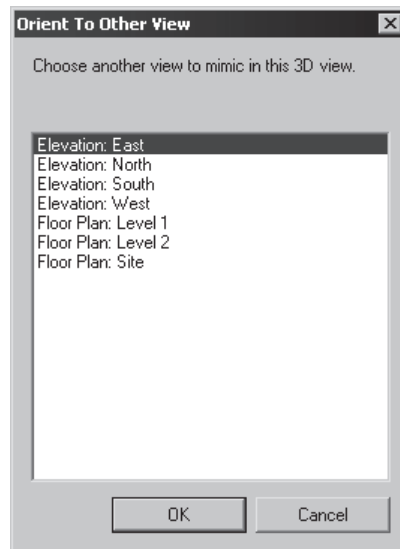 Orient To Other View
Choose another view to mimic in this 3D view.
Elevation: East
Elevation: North
Elevation: South
Elevation: West
Floor Plan: Level 1
Floor Plan: Level 2
Floor Plan: Site
OK Cancel